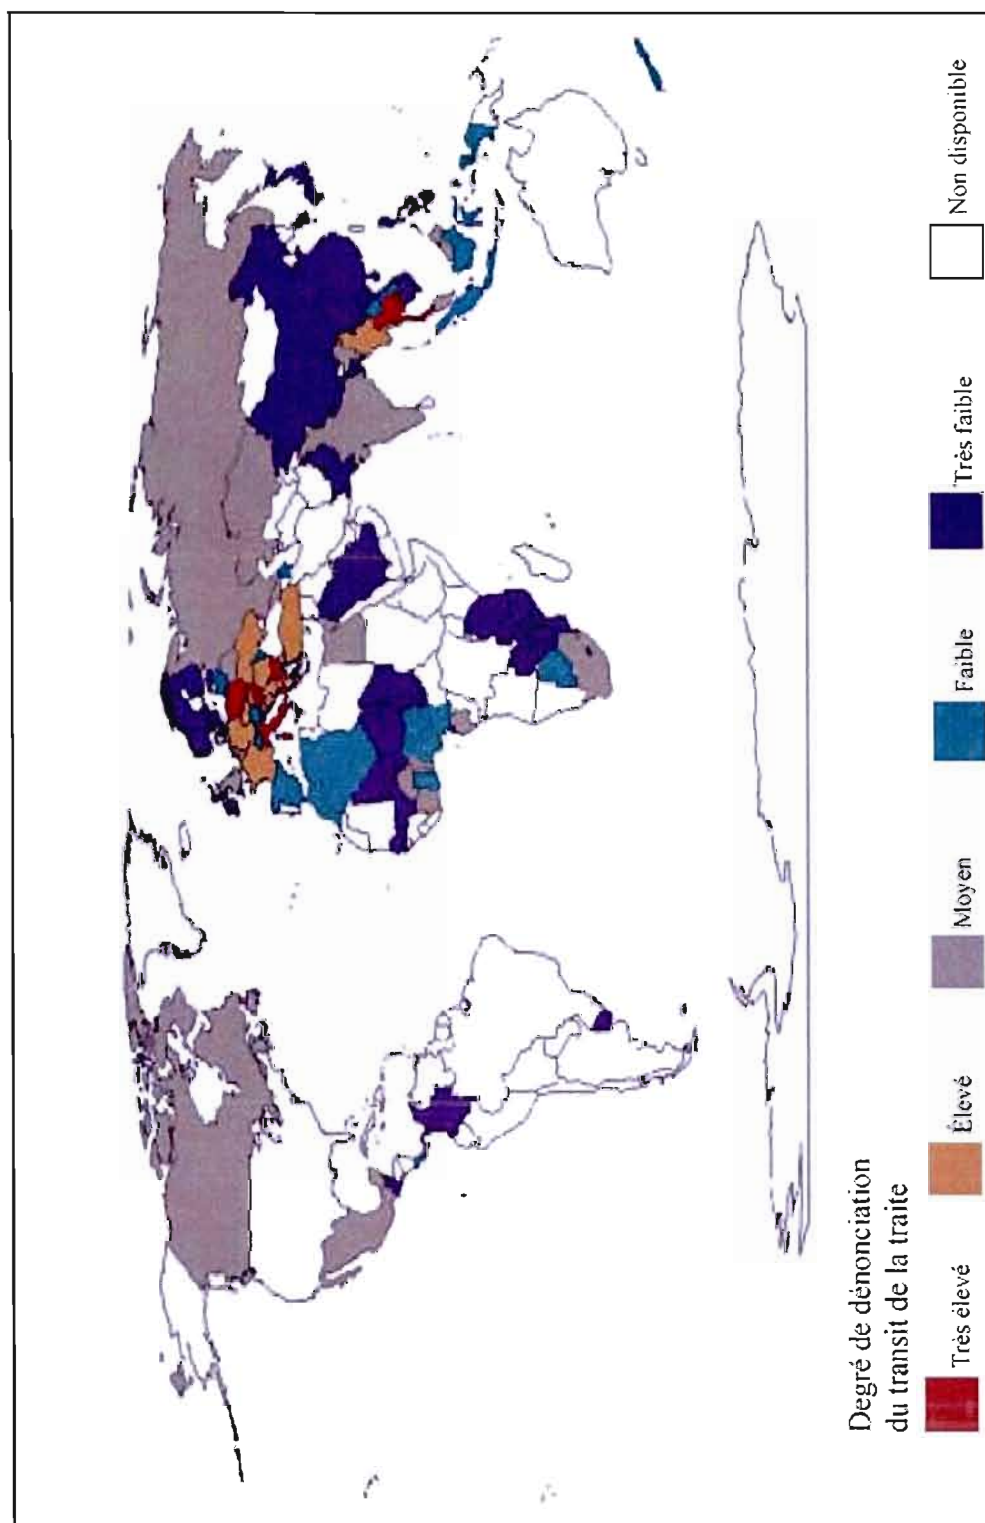 Degré de dénonciation
du transit de la traite
Très élevé
Élevé
Moyen
Faible
Très faible
Non disponible